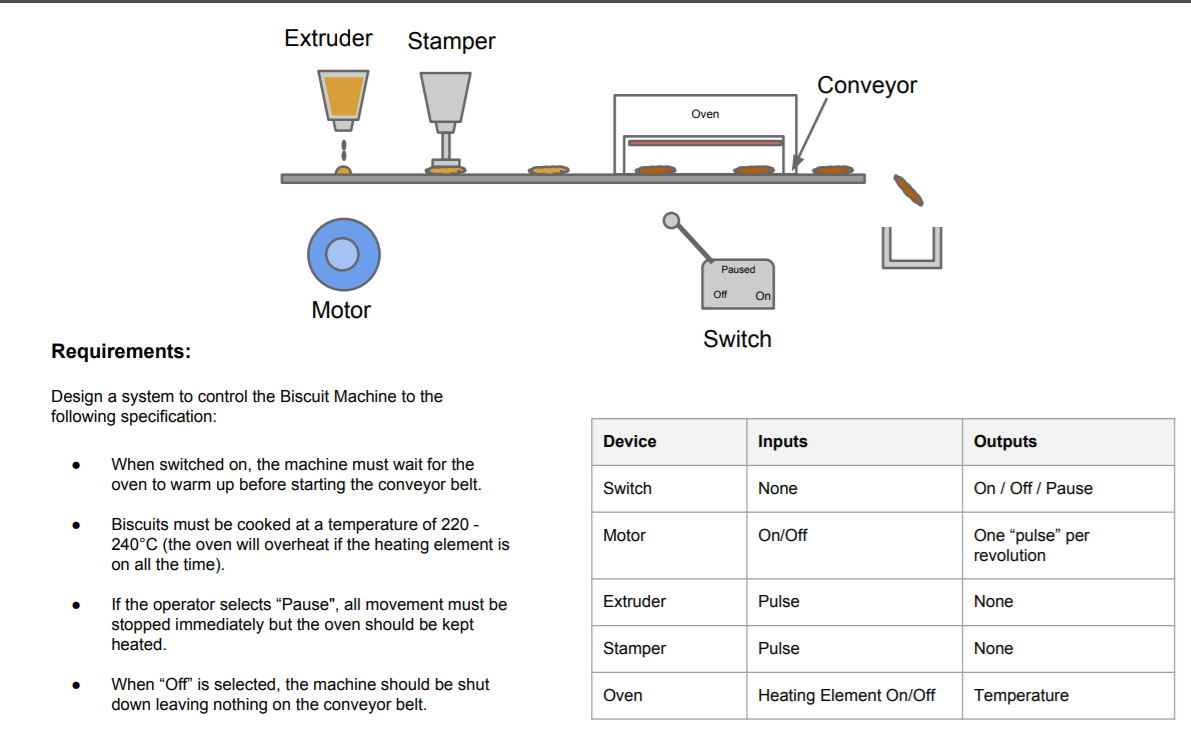 Extruder
Stamper
Conveyor
Oven
Motor
Paused
Off On
Switch
Requirements:
Design a system to control the Biscuit Machine to the
following specification:
● When switched on, the machine must wait for the
oven to warm up before starting the conveyor belt.
● Biscuits must be cooked at a temperature of 220 -
240°C (the oven will overheat if the heating element is
on all the time).
● If the operator selects “Pause", all movement must be
stopped immediately but the oven should be kept
heated.
● When “Off” is selected, the machine should be shut
down leaving nothing on the conveyor belt.
Device Inputs Outputs
Switch None On / Off / Pause
Motor On/Off One “pulse” per
revolution
Extruder Pulse None
Stamper Pulse None
Oven Heating Element On/Off Temperature